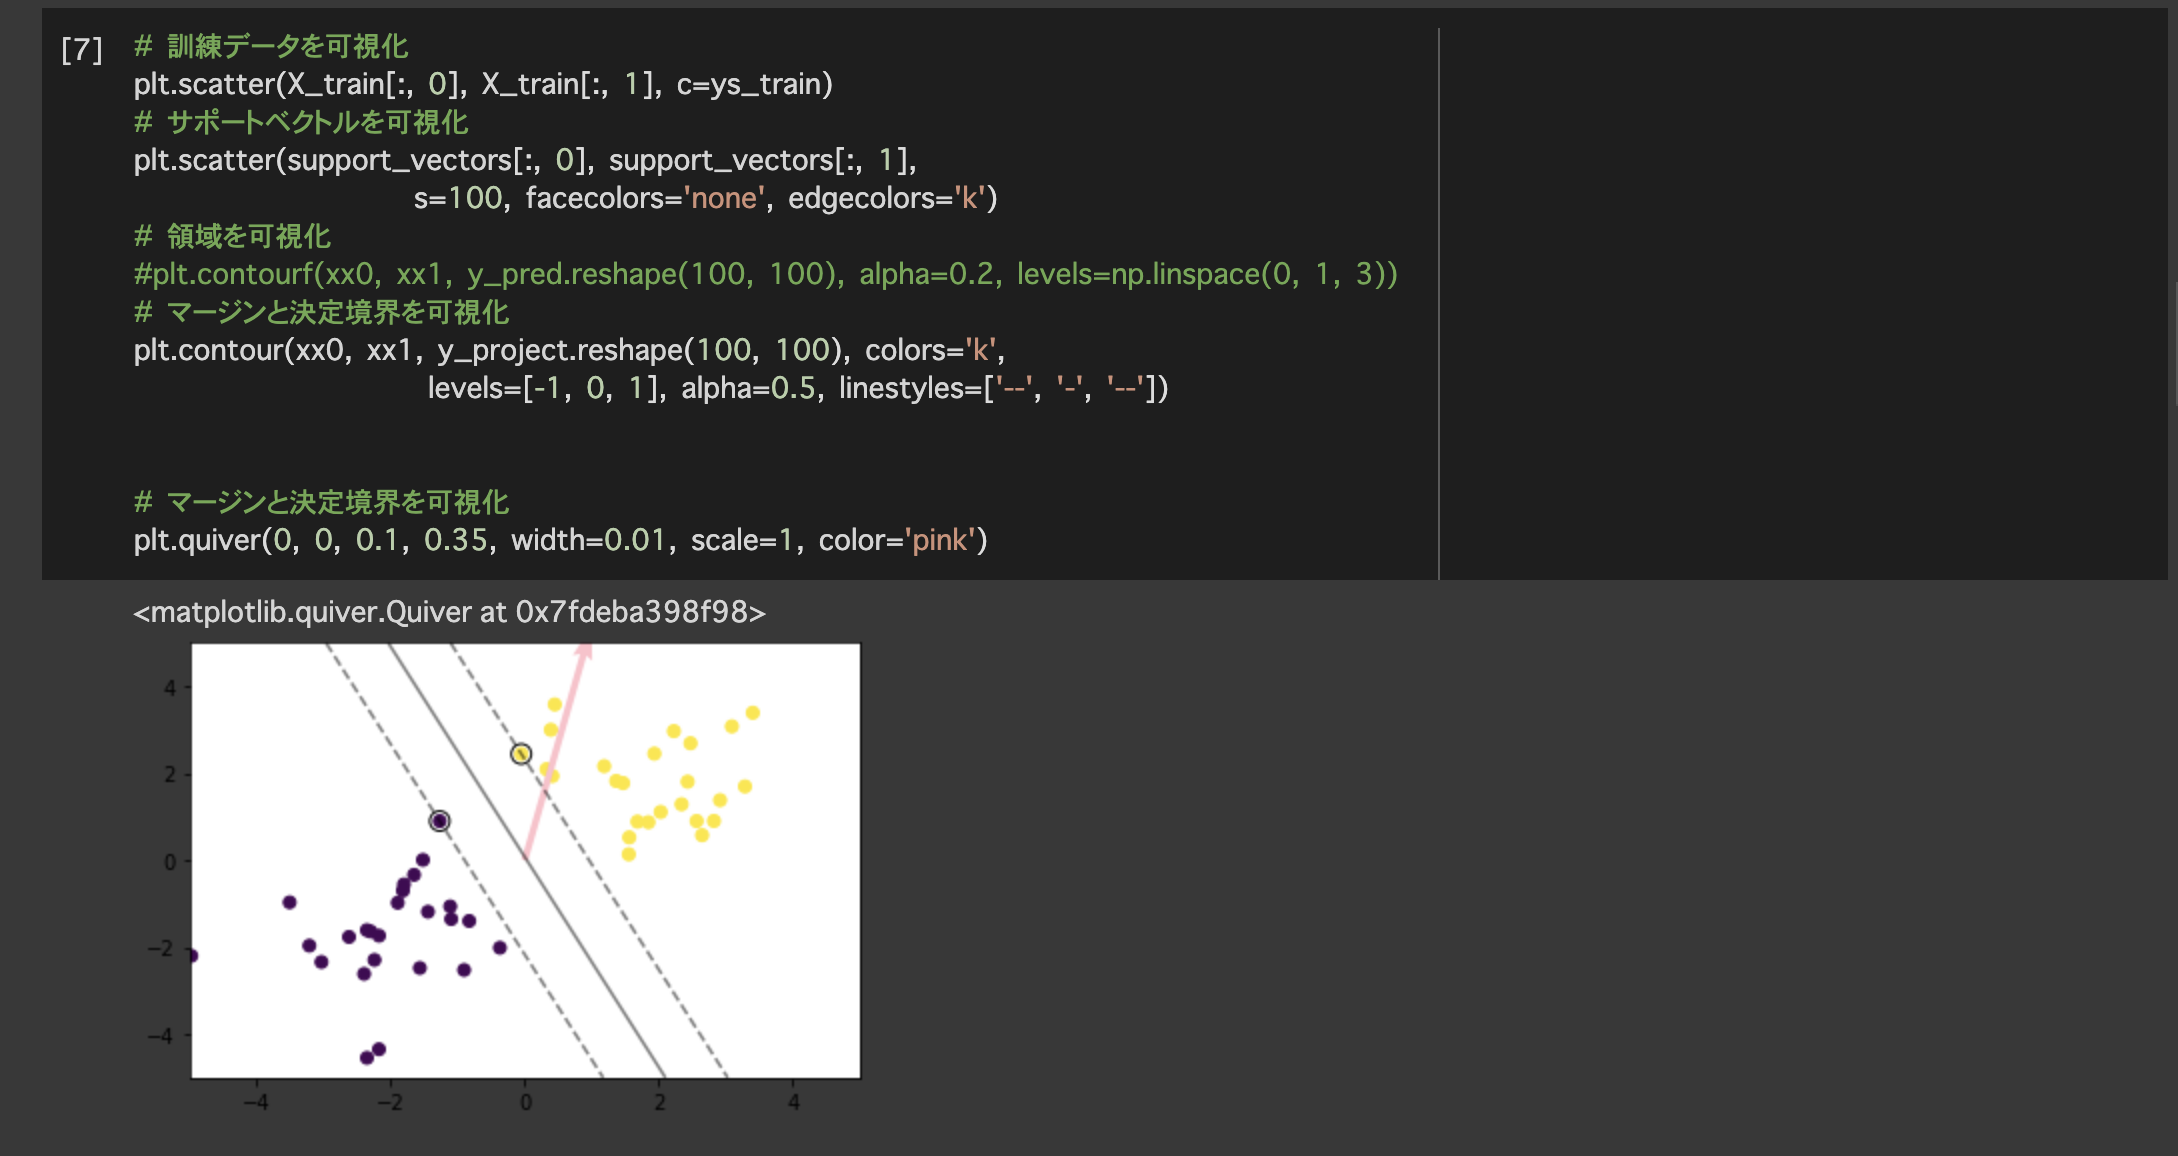 [7]
# 訓練データを可視化
plt.scatter(X_train[:, 0], X_train[:, 1], c=ys_train)
# サポートベクトルを可視化
plt.scatter(support_vectors[:, 0], support_vectors[:, 1],
s=100, facecolors='none', edgecolors='k')
# 領域を可視化
#plt.contourf(xx0, xx1, y_pred.reshape(100, 100), alpha=0.2, levels=np.linspace(0, 1, 3))
# マージンと決定境界を可視化
plt.contour(xx0, xx1, y_project.reshape(100, 100), colors='k',
levels=[-1, 0, 1], alpha=0.5, linestyles=['--', '-', '--'])
# マージンと決定境界を可視化
plt.quiver(0, 0, 0.1, 0.35, width=0.01, scale=1, color='pink')
<matplotlib.quiver.Quiver at 0x7fdeba398f98>
4
2
0
−2
−4
−4 −2 0 2 4